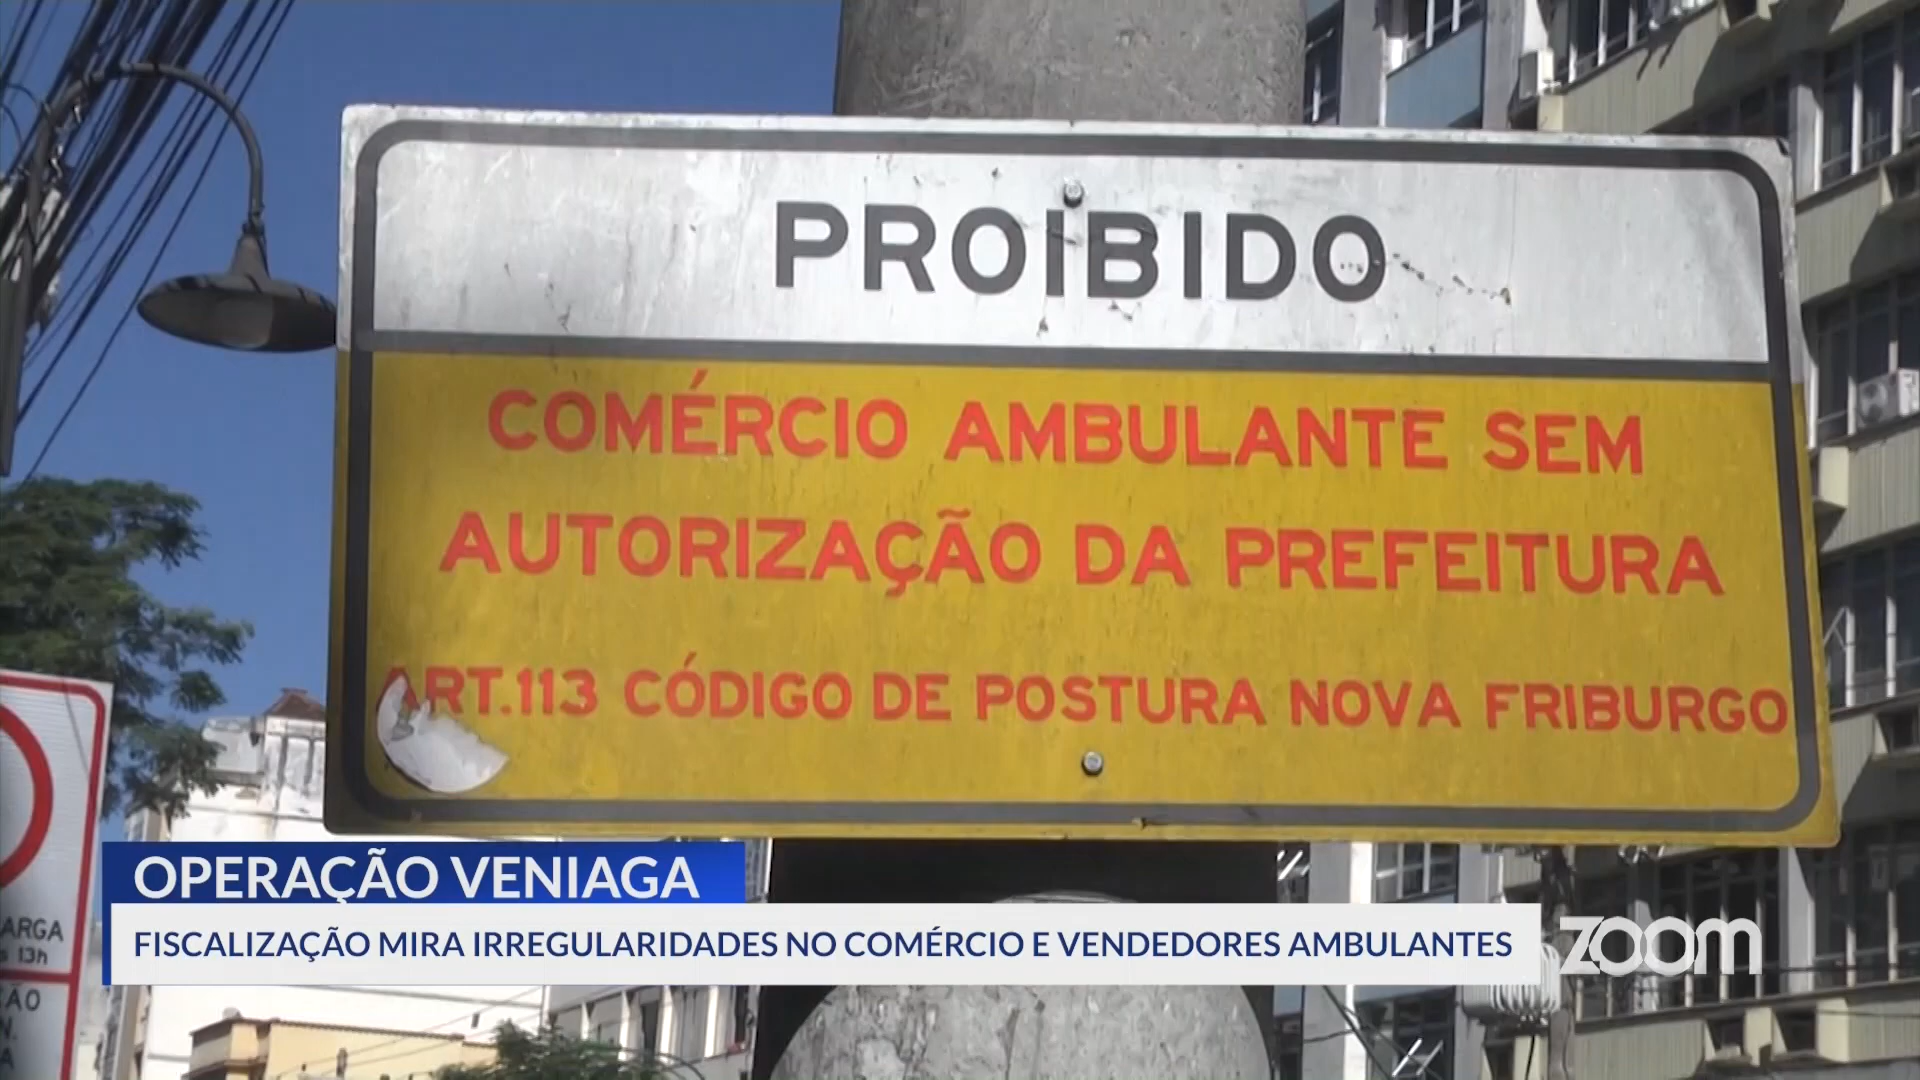 PROIBIDO
COMÉRCIO AMBULANTE SEM
AUTORIZAÇÃO DA PREFEITURA
ART.113 CÓDIGO DE POSTURA NOVA FRIBURGO
OPERAÇÃO VENIAGA
FISCALIZAÇÃO MIRA IRREGULARIDADES NO COMÉRCIO E VENDEDORES AMBULANTES
zoom
ARGA
13h